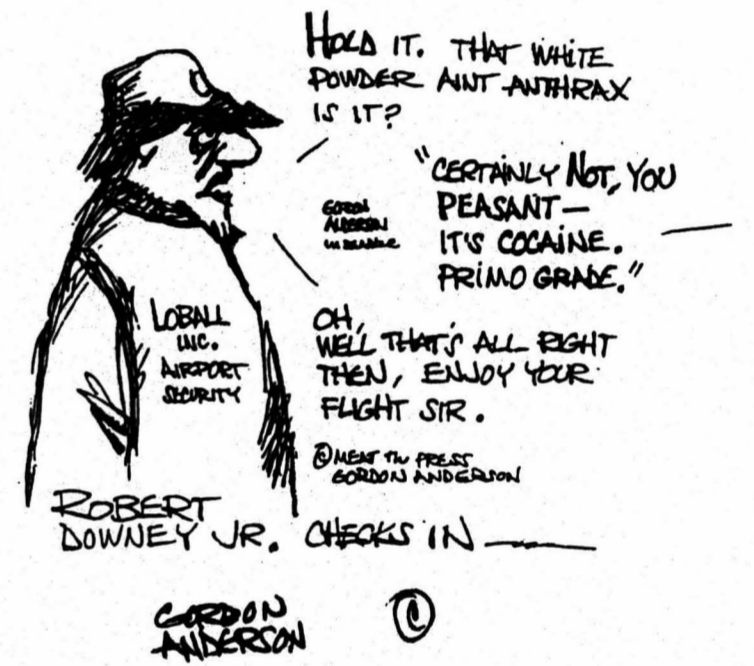 HOLD IT. THAT WHITE
POWDER AINT ANTHRAX
IS IT?
"CERTAINLY NOT, YOU
PEASANT—
IT'S COCAINE.
PRIMO GRADE."
GORDON
ANDERSON
OH,
WELL THAT'S ALL RIGHT
THEN, ENJOY YOUR
FLIGHT SIR.
LOBALL
INC.
AIRPORT
SECURITY
© MEAT THE PRESS
GORDON ANDERSON
ROBERT
DOWNEY JR. CHECKS IN
GORDON
ANDERSON
©